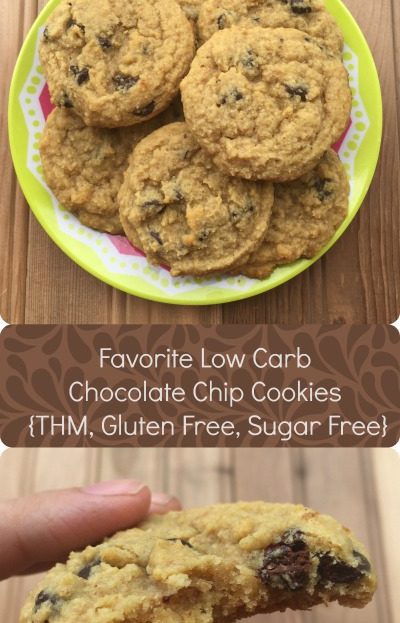 Favorite Low Carb
Chocolate Chip Cookies
{THM, Gluten Free, Sugar Free}